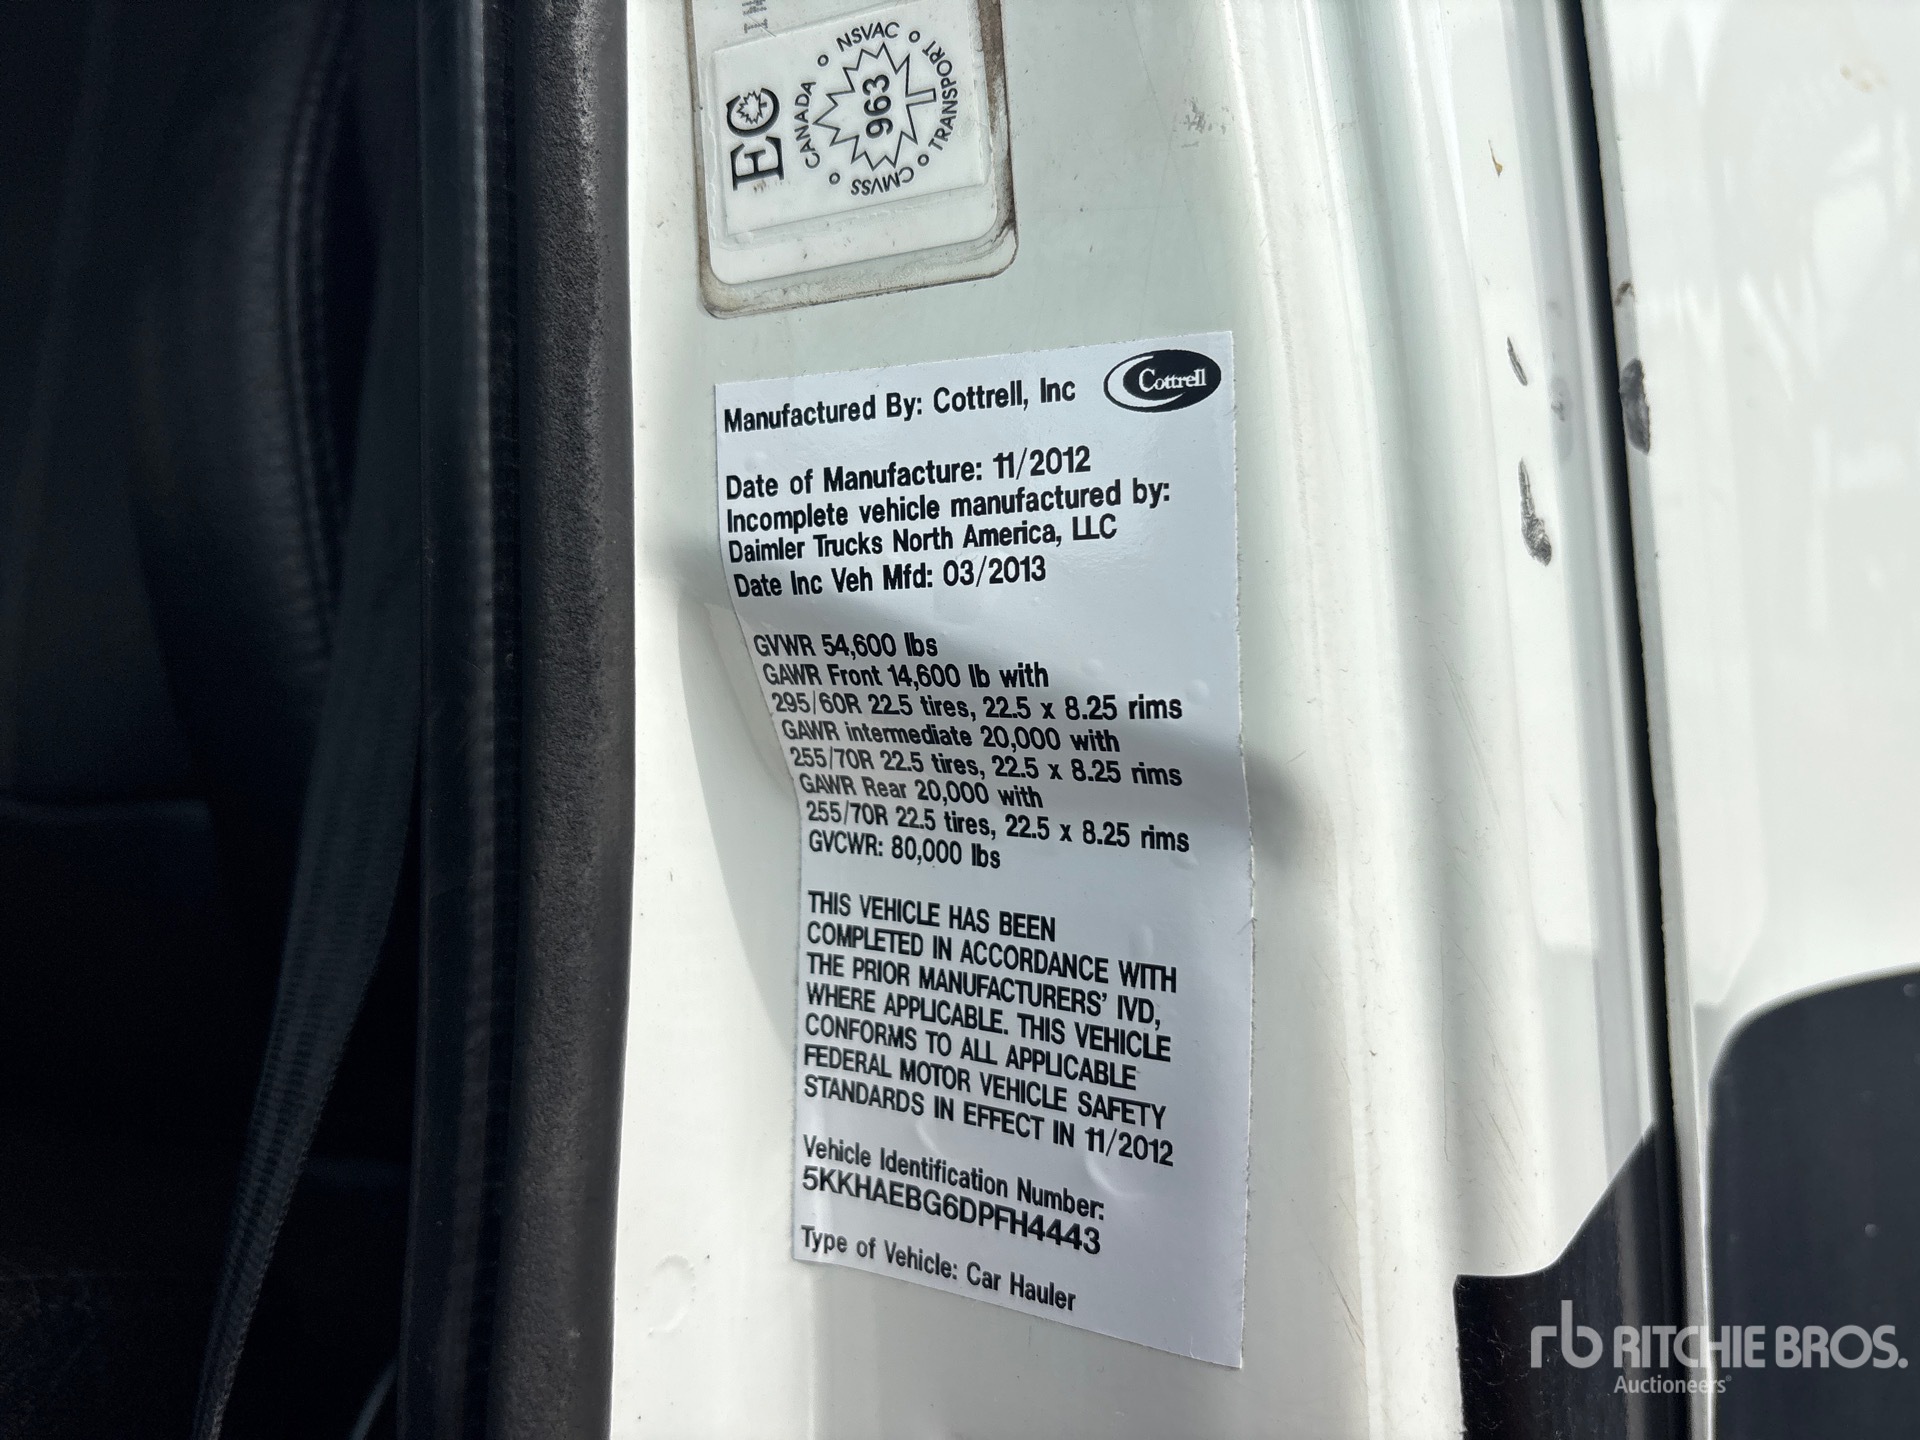 EC
CANADA
NSVAC
TRANSPORT
CMVSS
963
Manufactured By: Cottrell, Inc
Cottrell
Date of Manufacture: 11/2012
Incomplete vehicle manufactured by:
Daimler Trucks North America, LLC
Date Inc Veh Mfd: 03/2013
GVWR 54,600 lbs
GAWR Front 14,600 lb with
295/60R 22.5 tires, 22.5 x 8.25 rims
GAWR intermediate 20,000 with
255/70R 22.5 tires, 22.5 x 8.25 rims
GAWR Rear 20,000 with
255/70R 22.5 tires, 22.5 x 8.25 rims
GVCWR: 80,000 lbs
THIS VEHICLE HAS BEEN
COMPLETED IN ACCORDANCE WITH
THE PRIOR MANUFACTURERS' IVD,
WHERE APPLICABLE. THIS VEHICLE
CONFORMS TO ALL APPLICABLE
FEDERAL MOTOR VEHICLE SAFETY
STANDARDS IN EFFECT IN 11/2012
Vehicle Identification Number:
5KKHAEBG6DPFH4443
Type of Vehicle: Car Hauler
rb RITCHIE BROS.
Auctioneers